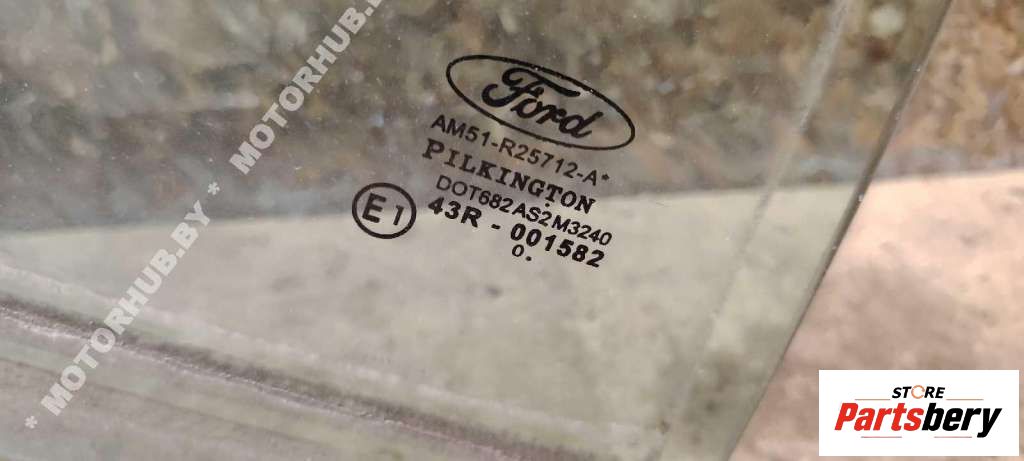 * MOTORHUB.BY * MOTORHUB.BY
Ford
AM51-R25712-A*
PILKINGTON
DOT682AS2M3240
E1
43R - 001582
0.
STORE
Partsbery